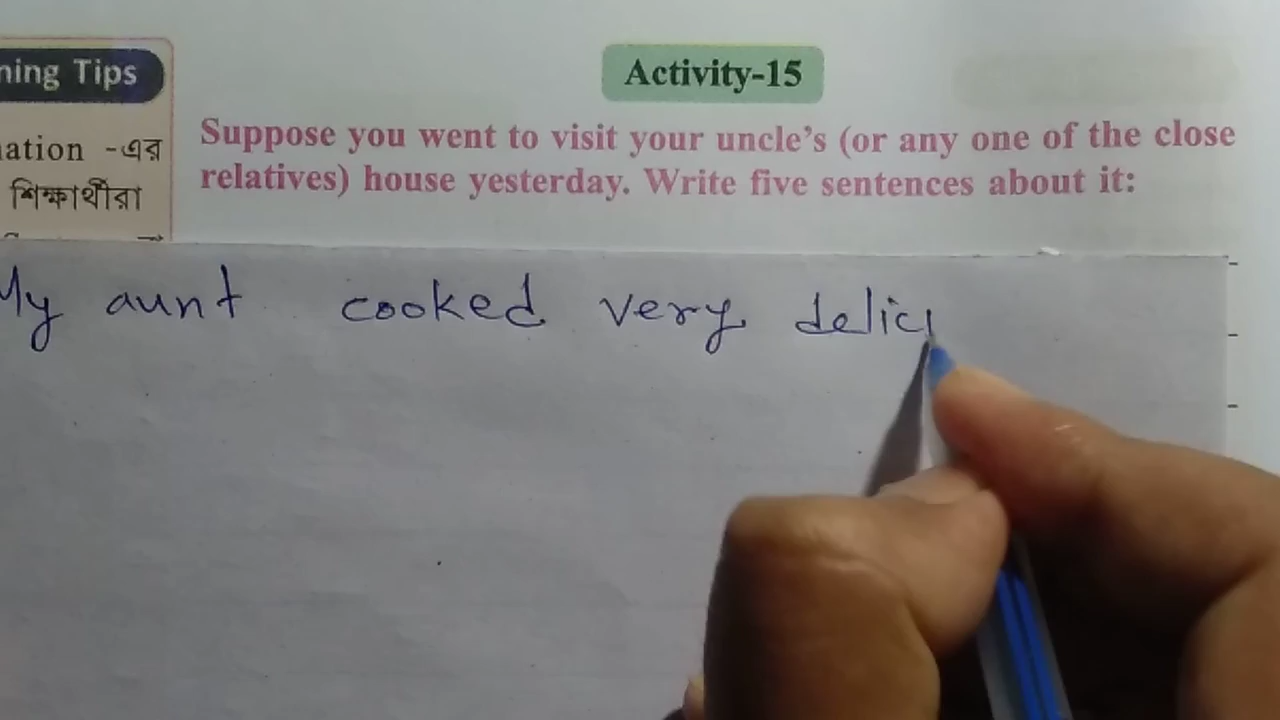 ning Tips
Activity-15
Suppose you went to visit your uncle's (or any one of the close
relatives) house yesterday. Write five sentences about it:
ation -এর
শিক্ষার্থীরা
My aunt cooked very delici